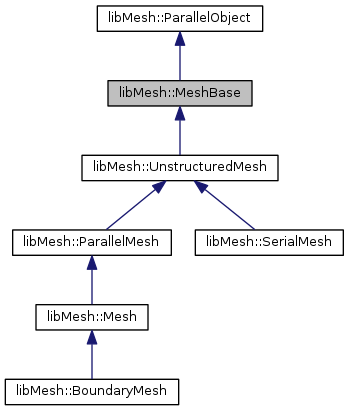 libMesh::ParallelObject
libMesh::MeshBase
libMesh::UnstructuredMesh
libMesh::ParallelMesh
libMesh::SerialMesh
libMesh::Mesh
libMesh::BoundaryMesh